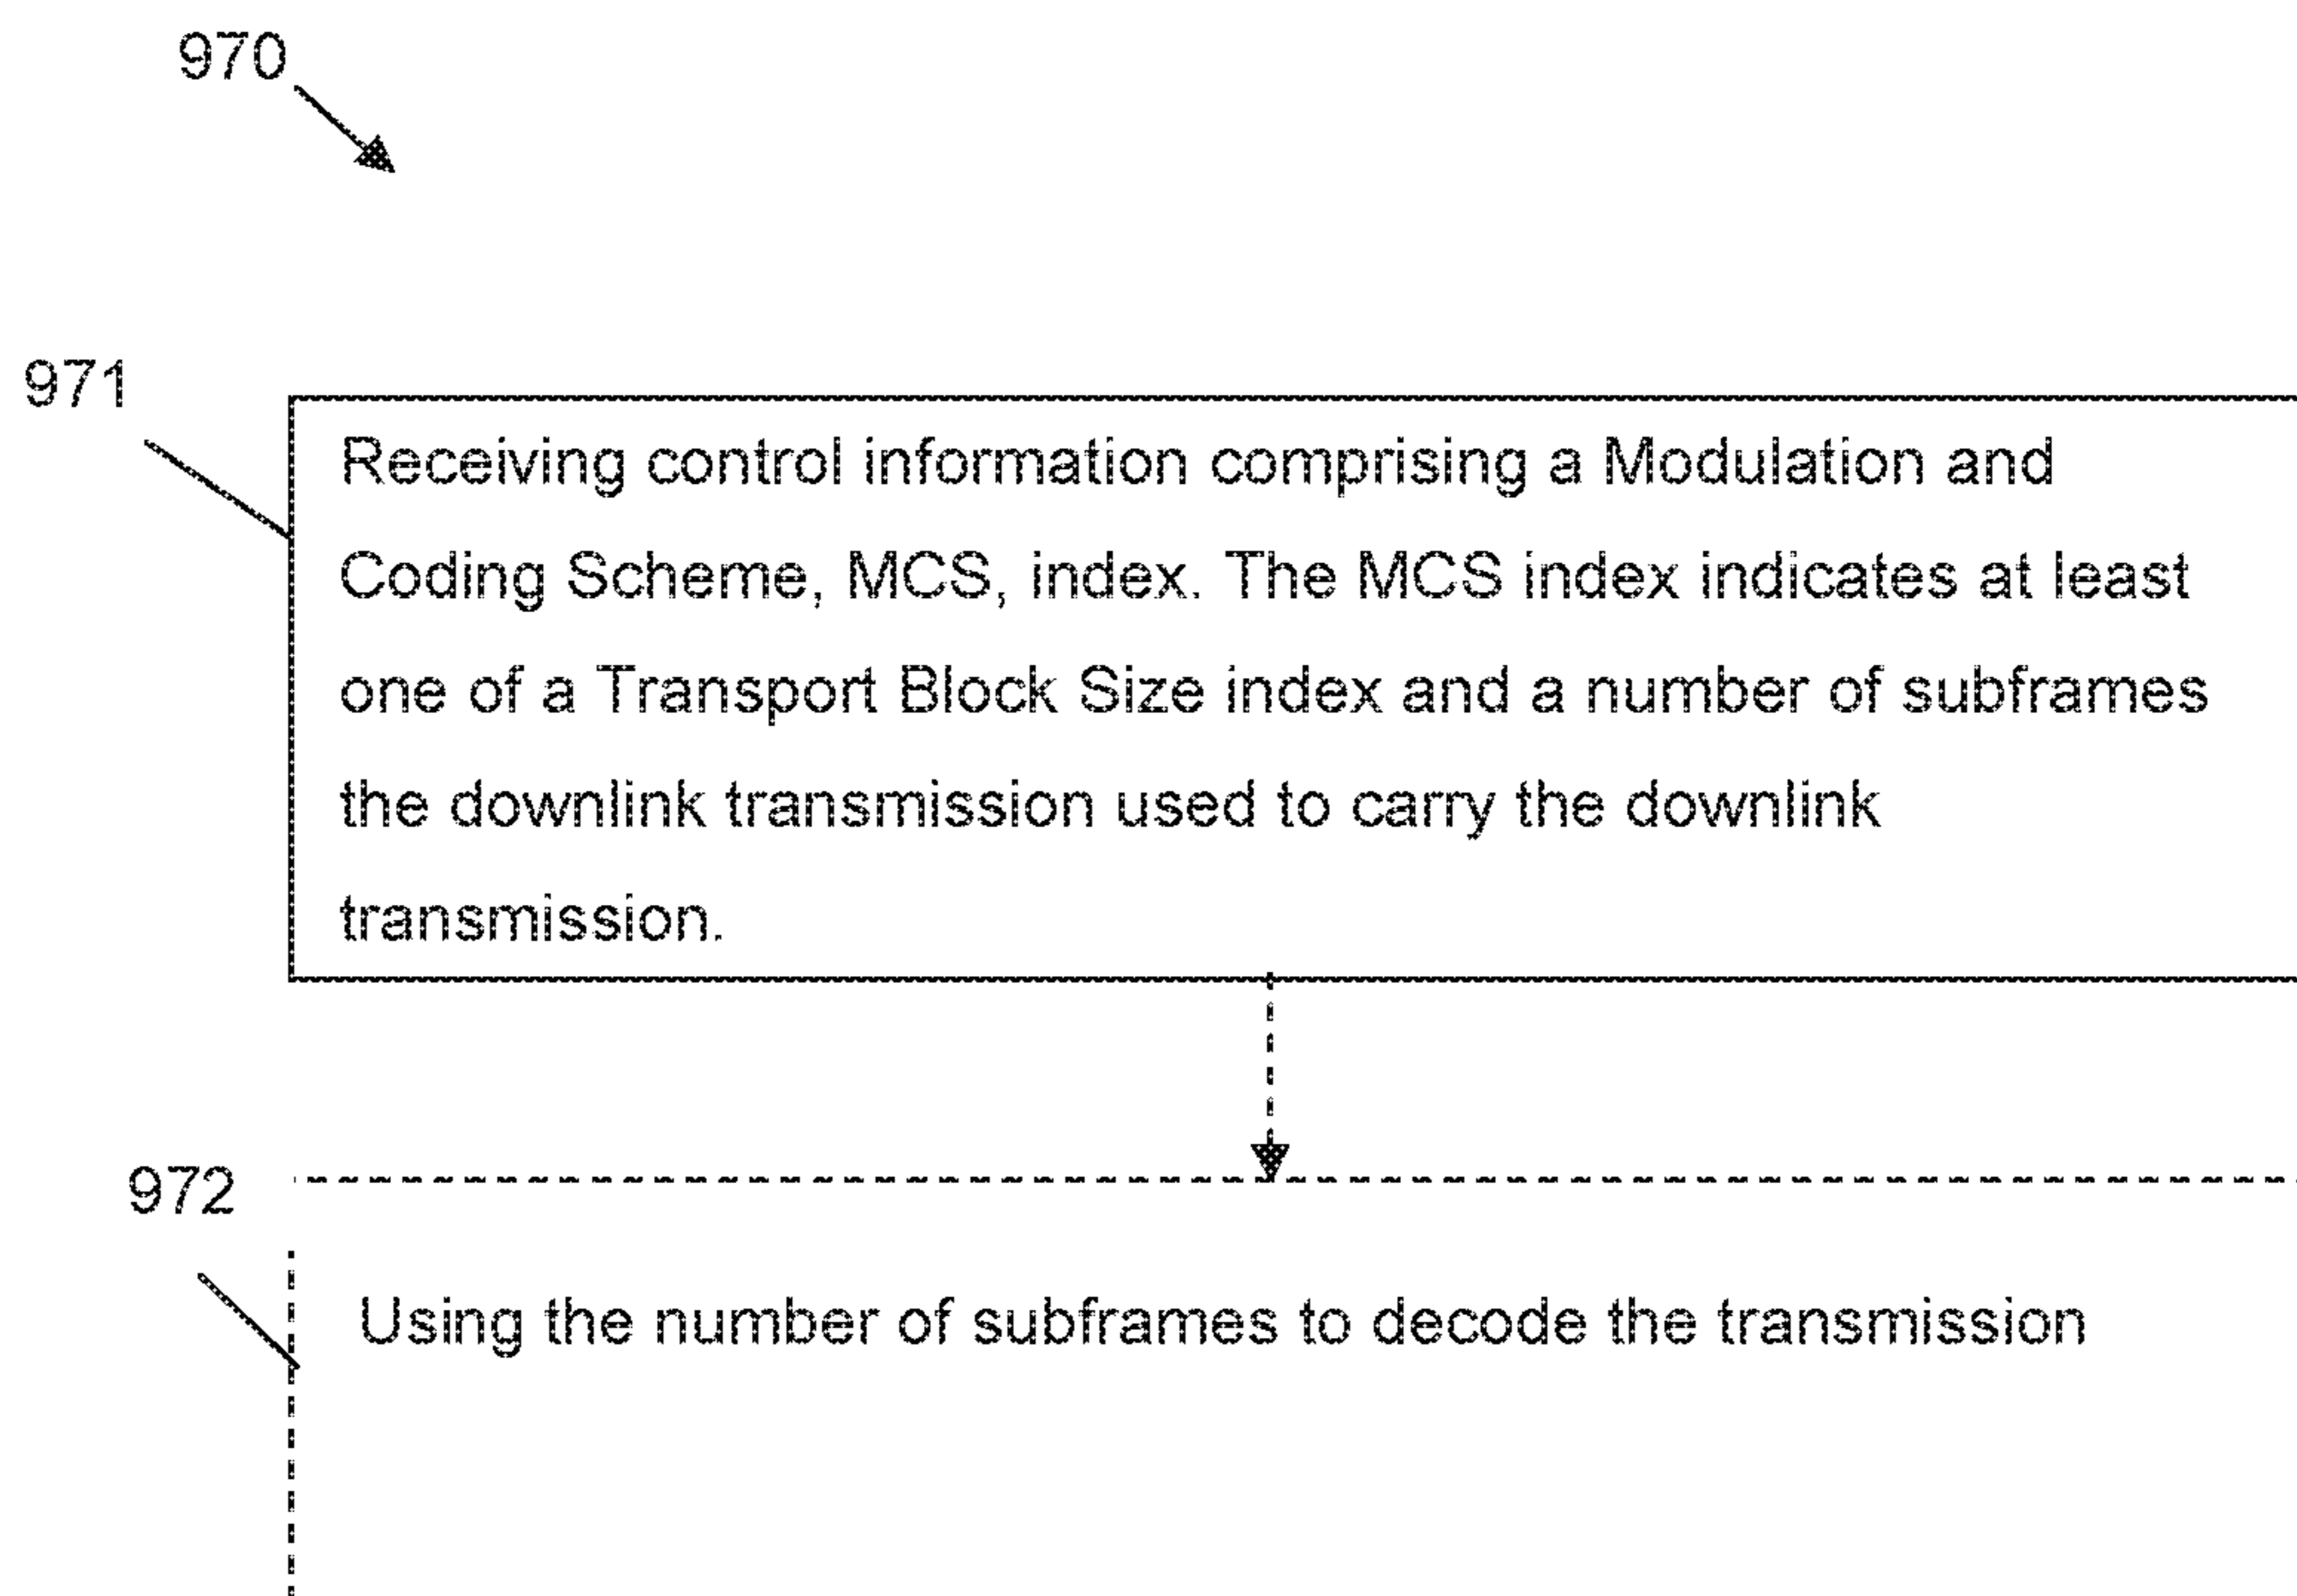 970
971
Receiving control information comprising a Modulation and
Coding Scheme, MCS, index. The MCS index indicates at least
one of a Transport Block Size index and a number of subframes
the downlink transmission used to carry the downlink
transmission.
972
Using the number of subframes to decode the transmission